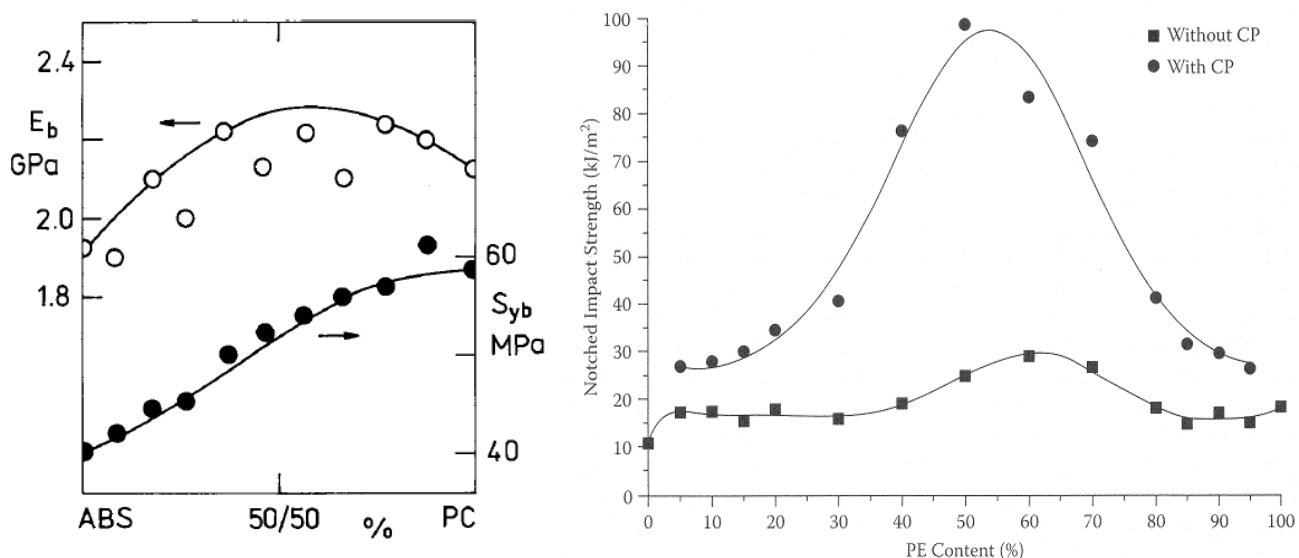 2.4
E_b
GPa
2.0
1.8
60
S_yb
MPa
40
ABS
50/50
%
PC
100
90
80
70
60
50
40
30
20
10
0
Notched Impact Strength (kJ/m²)
Without CP
With CP
0 10 20 30 40 50 60 70 80 90 100
PE Content (%)